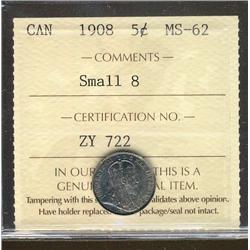 CAN 1908 5¢ MS-62
— COMMENTS —
Small 8
— CERTIFICATION NO. —
ZY 722
IN OUR THIS IS A
GENU AL ITEM.
Tampering with this validates above opinion.
Have holder replaced package/seal not intact.